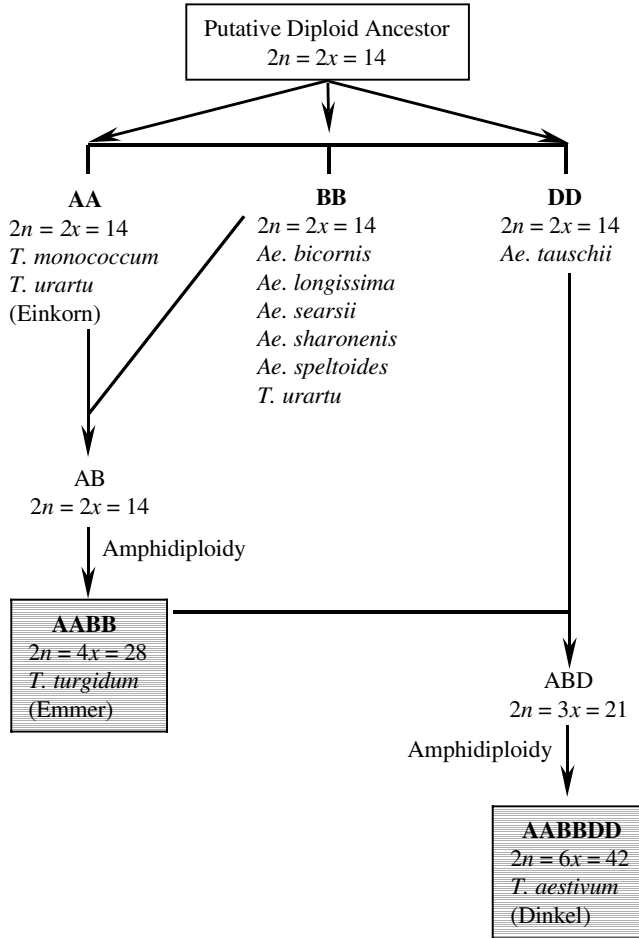 Putative Diploid Ancestor
2n = 2x = 14
AA
2n = 2x = 14
T. monococcum
T. urartu
(Einkorn)
BB
2n = 2x = 14
Ae. bicornis
Ae. longissima
Ae. searsii
Ae. sharonenis
Ae. speltoides
T. urartu
DD
2n = 2x = 14
Ae. tauschii
AB
2n = 2x = 14
Amphidiploidy
AABB
2n = 4x = 28
T. turgidum
(Emmer)
ABD
2n = 3x = 21
Amphidiploidy
AABBDD
2n = 6x = 42
T. aestivum
(Dinkel)